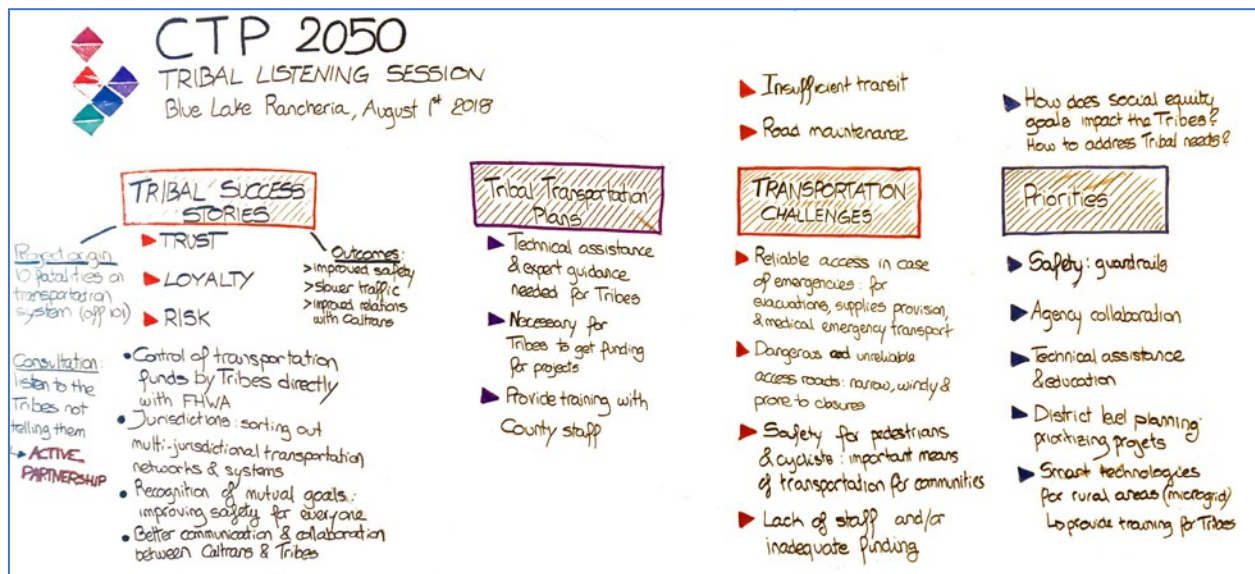 CTP 2050
TRIBAL LISTENING SESSION
Blue Lake Rancheria, August 1st 2018
TRIBAL SUCCESS
STORIES
Project origin
10 fatalities on
transportation
system (off 101)
Consultation:
listen to the
Tribes not
telling them
↳ ACTIVE
PARTNERSHIP
TRUST
LOYALTY
RISK
Outcomes:
>improved safety
>slower traffic
>improved relations
with Caltrans
• Control of transportation
funds by Tribes directly
with FHWA
• Jurisdictions: sorting out
multi-jurisdictional transportation
networks & systems
• Recognition of mutual goals:
improving safety for everyone
• Better communication & collaboration
between Caltrans & Tribes
Tribal Transportation
Plans
Technical assistance
& expert guidance
needed for Tribes
Necessary for
Tribes to get funding
for projects
Provide training with
County staff
Insufficient transit
Road maintenance
TRANSPORTATION
CHALLENGES
Reliable access in case
of emergencies: for
evacuations, supplies provision,
& medical emergency transport
Dangerous and unreliable
access roads: narrow, windy &
prone to closures
Safety for pedestrians
& cyclists: important means
of transportation for communities
Lack of staff and/or
inadequate funding
How does social equity
goals impact the Tribes?
How to address Tribal needs?
Priorities
Safety: guardrails
Agency collaboration
Technical assistance
& education
District level planning:
prioritizing projets
Smart technologies
for rural areas (microgrid)
↳ provide training for Tribes